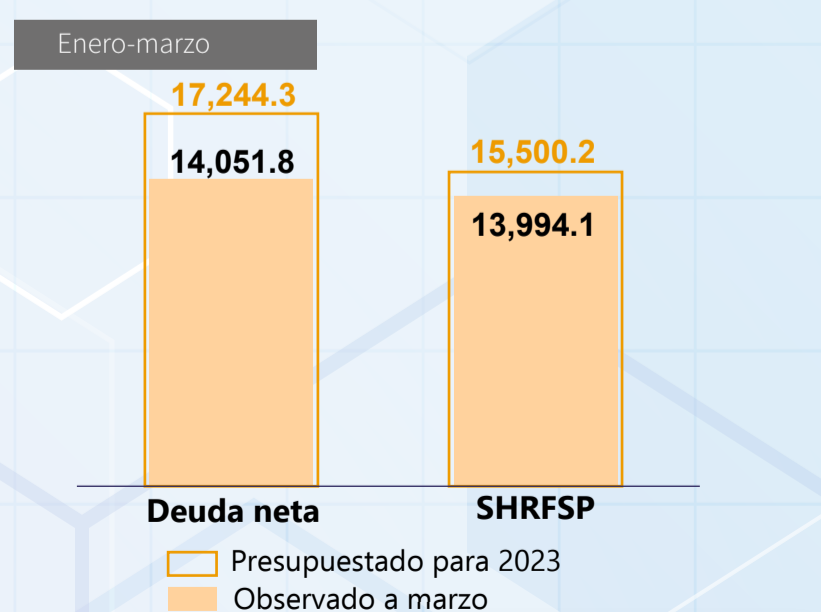 Enero-marzo
17,244.3
14,051.8
15,500.2
13,994.1
Deuda neta
SHRFSP
Presupuestado para 2023
Observado a marzo